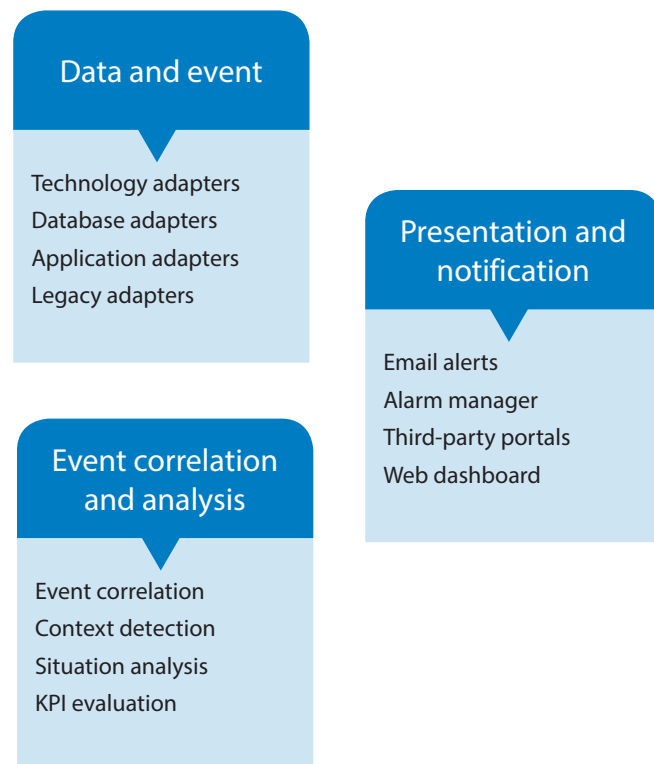 Data and event
Technology adapters
Database adapters
Application adapters
Legacy adapters
Presentation and
notification
Email alerts
Alarm manager
Third-party portals
Web dashboard
Event correlation
and analysis
Event correlation
Context detection
Situation analysis
KPI evaluation